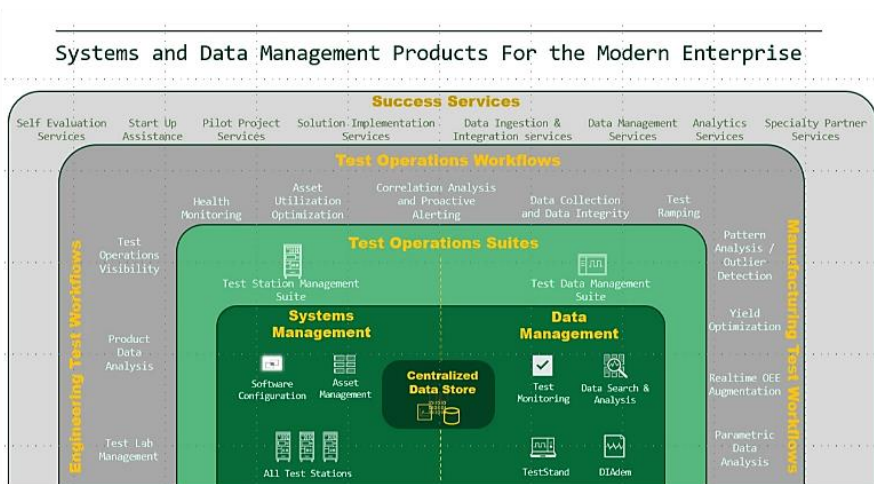 Systems and Data Management Products For the Modern Enterprise
Success Services
Self Evaluation
Services
Start Up
Assistance
Pilot Project
Services
Solution Implementation
Services
Data Ingestion &
Integration services
Data Management
Services
Analytics
Services
Specialty Partner
Services
Test Operations Workflows
Health
Monitoring
Asset
Utilization
Optimization
Correlation Analysis
and Proactive
Alerting
Data Collection
and Data Integrity
Test
Ramping
Engineering Test Workflows
Test
Operations
Visibility
Product
Data
Analysis
Test Lab
Management
Manufacturing Test Workflows
Pattern
Analysis /
Outlier
Detection
Yield
Optimization
Realtime OEE
Augmentation
Parametric
Data
Analysis
Test Operations Suites
Test Station Management
Suite
Test Data Management
Suite
Systems
Management
Software
Configuration
Asset
Management
All Test Stations
Centralized
Data Store
Data
Management
Test
Monitoring
Data Search &
Analysis
TestStand
DIAdem